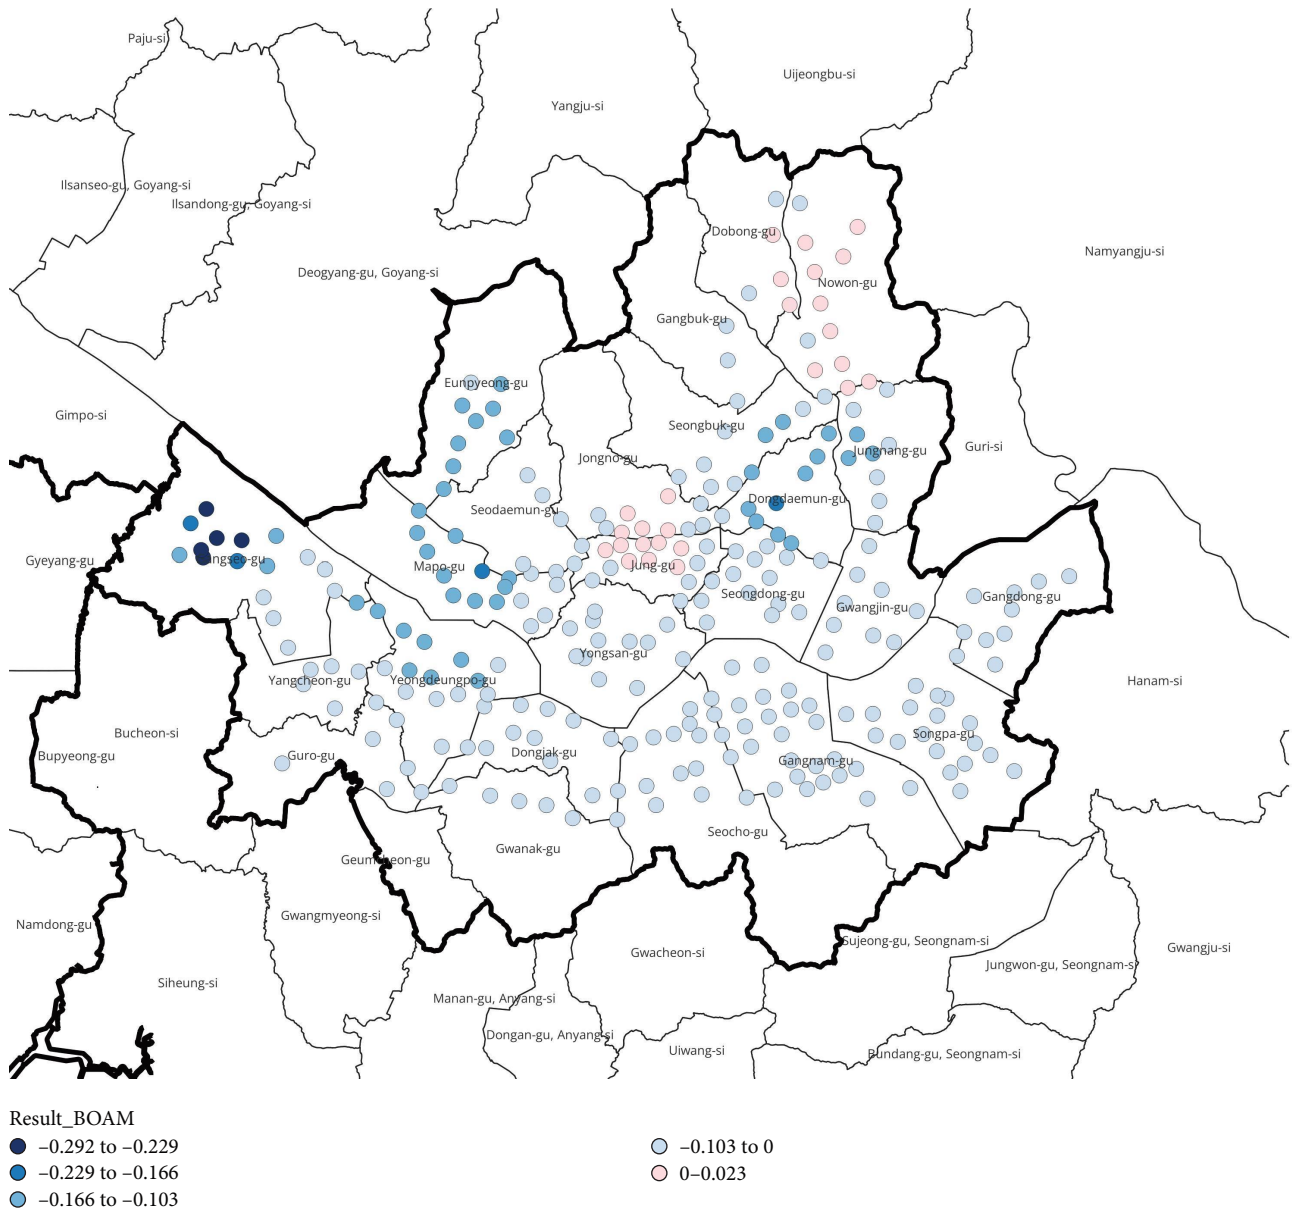 Paju-si
Uijeongbu-si
Yangju-si
Ilsanseo-gu, Goyang-si
Ilsandong-gu, Goyang-si
Dobong-gu
Namyangju-si
Deogyang-gu, Goyang-si
Nowon-gu
Gangbuk-gu
Eunpyeong-gu
Gimpo-si
Seongbuk-gu
Guri-si
Jungnang-gu
Jongno-gu
Dongdaemun-gu
Seodaemun-gu
Gyeyang-gu
Mapo-gu
Jung-gu
Seongdong-gu
Gangdong-gu
Gwangjin-gu
Yongsan-gu
Yangcheon-gu
Yeongdeungpo-gu
Hanam-si
Bucheon-si
Songpa-gu
Bupyeong-gu
Guro-gu
Dongjak-gu
Gangnam-gu
Seocho-gu
Gwanak-gu
Geumcheon-gu
Gwangmyeong-si
Namdong-gu
Sujeong-gu, Seongnam-si
Gwangju-si
Gwacheon-si
Jungwon-gu, Seongnam-si
Siheung-si
Manan-gu, Anyang-si
Dongan-gu, Anyang-si
Uiwang-si
Bundang-gu, Seongnam-si
Result_BOAM
–0.292 to –0.229
–0.229 to –0.166
–0.166 to –0.103
–0.103 to 0
0–0.023